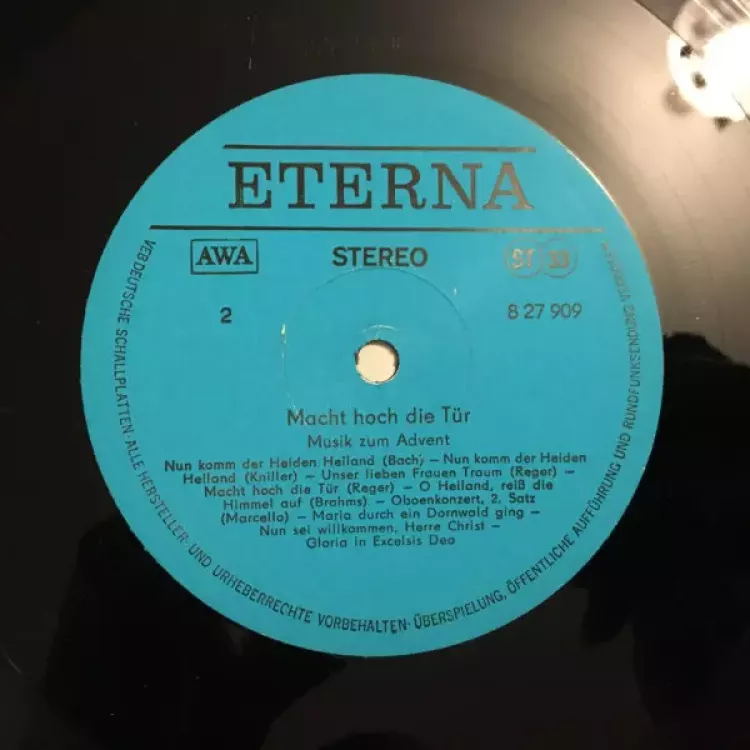 ETERNA
AWA
STEREO
ST 33
2
8 27 909
Macht hoch die Tür
Musik zum Advent
Nun komm der Heiden Heiland (Bach) – Nun komm der Heiden
Heiland (Kniller) – Unser lieben Frauen Traum (Reger) –
Macht hoch die Tür (Reger) – O Heiland, reiß die
Himmel auf (Brahms) – Oboenkonzert, 2. Satz
(Marcello) – Maria durch ein Dornwald ging –
Nun sei willkommen, Herre Christ –
Gloria in Excelsis Deo
VEB DEUTSCHE SCHALLPLATTEN · ALLE HERSTELLER- UND URHEBERRECHTE VORBEHALTEN · ÜBERSPIELUNG, ÖFFENTLICHE AUFFÜHRUNG UND RUNDFUNKSENDUNG VERBOTEN